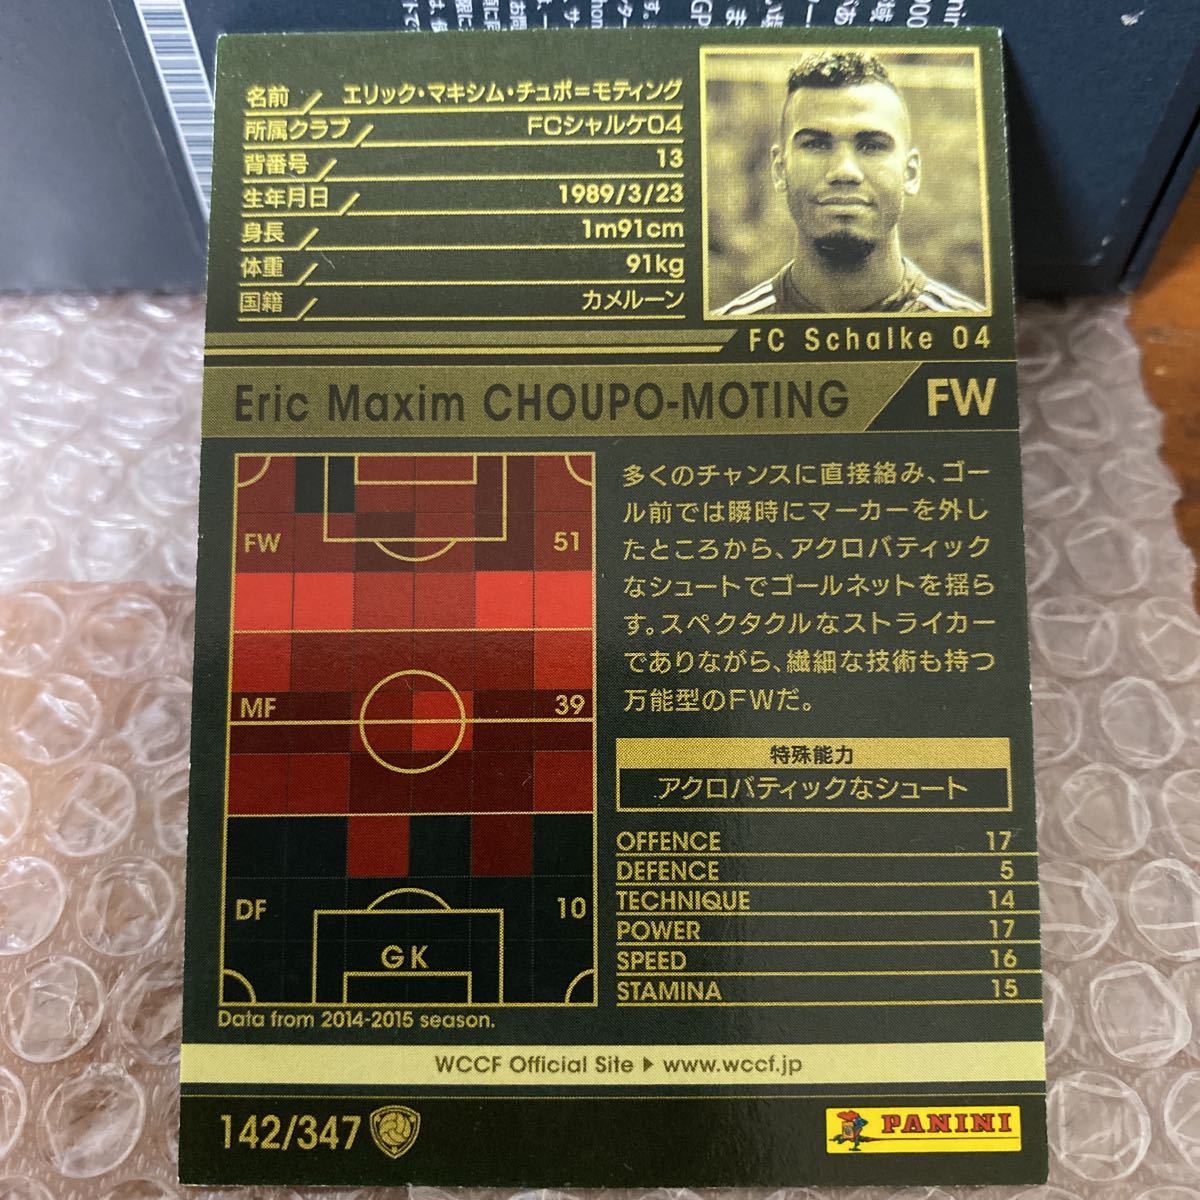 名前 エリック・マキシム・チュポ=モティング
所属クラブ FCシャルケ04
背番号 13
生年月日 1989/3/23
身長 1m91cm
体重 91kg
国籍 カメルーン
FC Schalke 04
Eric Maxim CHOUPO-MOTING FW
FW 51
MF 39
DF 10
GK
Data from 2014-2015 season.
多くのチャンスに直接絡み、ゴー
ル前では瞬時にマーカーを外し
たところから、アクロバティック
なシュートでゴールネットを揺ら
す。スペクタクルなストライカー
でありながら、繊細な技術も持つ
万能型のFWだ。
特殊能力
アクロバティックなシュート
OFFENCE 17
DEFENCE 5
TECHNIQUE 14
POWER 17
SPEED 16
STAMINA 15
WCCF Official Site ▶ www.wccf.jp
142/347
PANINI